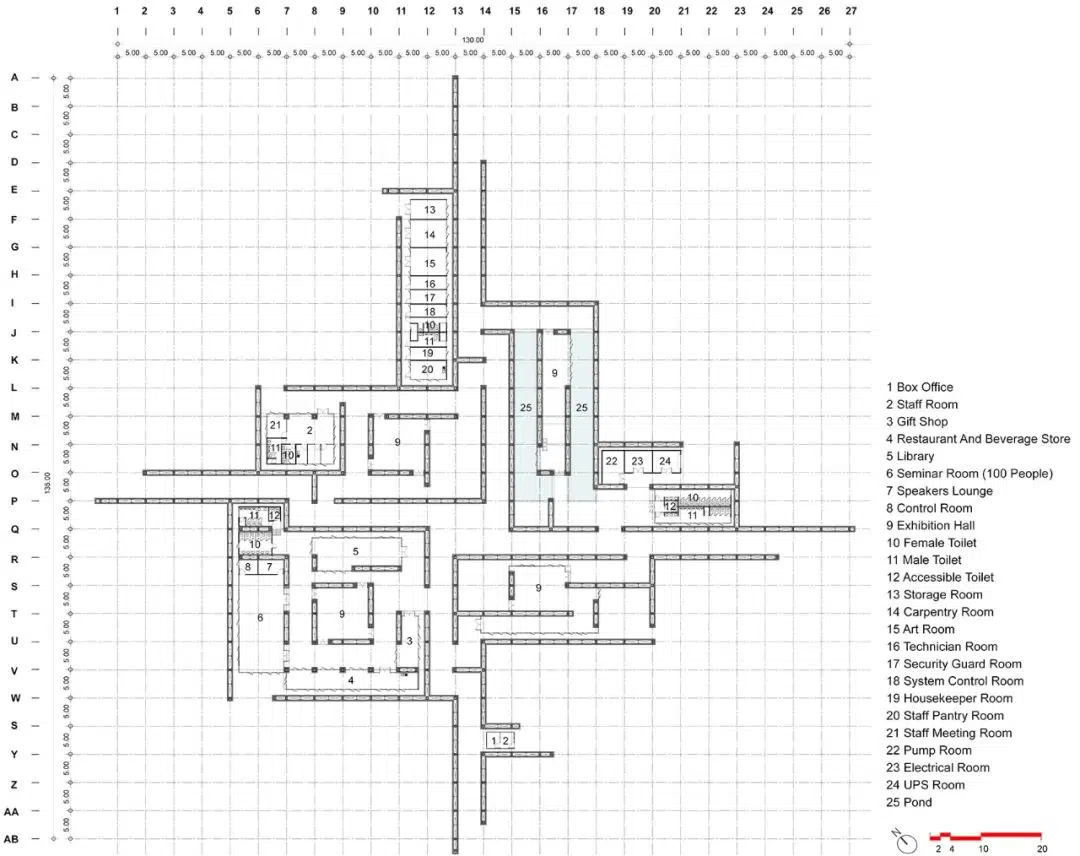 1 2 3 4 5 6 7 8 9 10 11 12 13 14 15 16 17 18 19 20 21 22 23 24 25 26 27
130.00
5.00 5.00 5.00 5.00 5.00 5.00 5.00 5.00 5.00 5.00 5.00 5.00 5.00 5.00 5.00 5.00 5.00 5.00 5.00 5.00 5.00 5.00 5.00 5.00 5.00 5.00
A
5.00
B
5.00
C
5.00
D
5.00
E
5.00
F
5.00
G
5.00
H
5.00
I
5.00
J
5.00
K
5.00
L
5.00
M
5.00
N
5.00
O
135.00
5.00
P
5.00
Q
5.00
R
5.00
S
5.00
T
5.00
U
5.00
V
5.00
W
5.00
S
5.00
Y
5.00
Z
5.00
AA
5.00
AB
13
14
15
16
17
18
10
11
19
20
9
25 25
21 2
9
11 10
22 23 24
10
12
11
11 12
10
5
8 7
9
6 9 3
4
1 2
1 Box Office
2 Staff Room
3 Gift Shop
4 Restaurant And Beverage Store
5 Library
6 Seminar Room (100 People)
7 Speakers Lounge
8 Control Room
9 Exhibition Hall
10 Female Toilet
11 Male Toilet
12 Accessible Toilet
13 Storage Room
14 Carpentry Room
15 Art Room
16 Technician Room
17 Security Guard Room
18 System Control Room
19 Housekeeper Room
20 Staff Pantry Room
21 Staff Meeting Room
22 Pump Room
23 Electrical Room
24 UPS Room
25 Pond
N
2 4 10 20